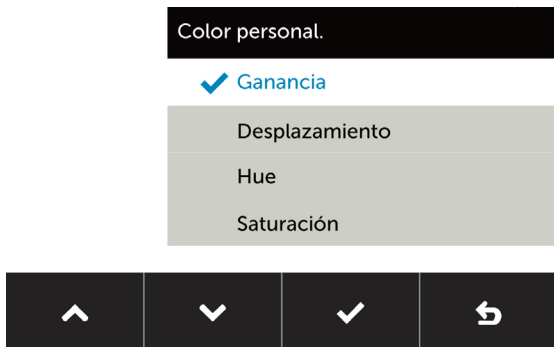 Color personal.
Ganancia
Desplazamiento
Hue
Saturación